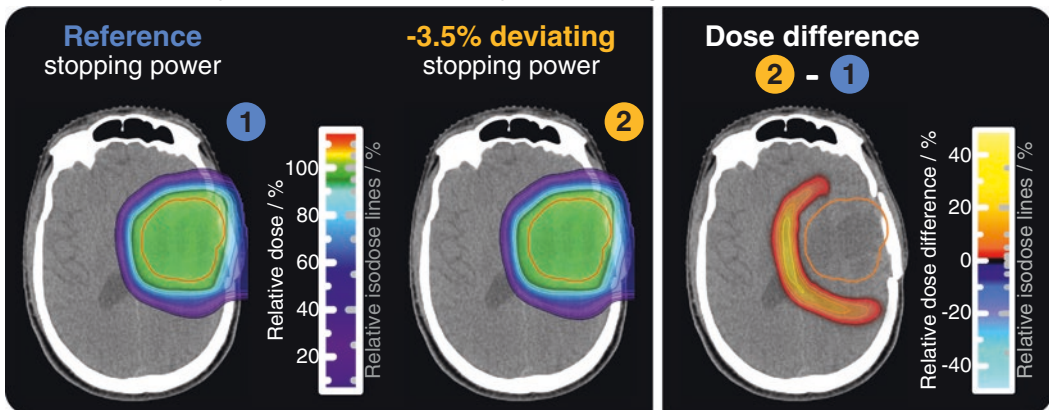 Reference
stopping power
1
-3.5% deviating
stopping power
2
Dose difference
2 - 1
Relative dose / %
100
80
60
40
20
Relative isodose lines / %
Relative dose difference / %
40
20
0
-20
-40
Relative isodose lines / %